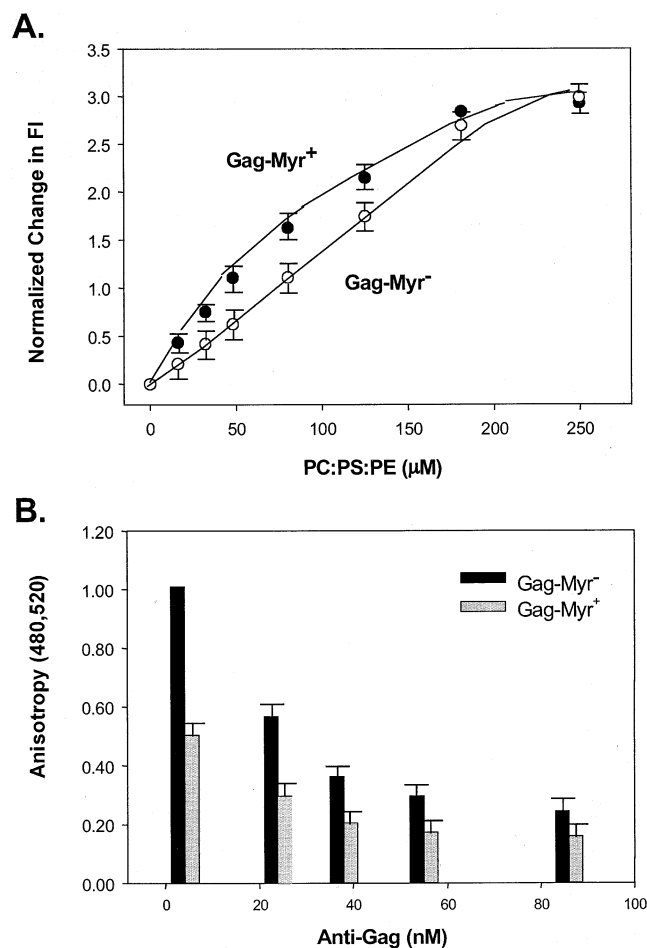 A.
3.5
3.0
2.5
2.0
1.5
1.0
0.5
0.0
Normalized Change in FI
Gag-Myr+
Gag-Myr-
0 50 100 150 200 250
PC:PS:PE (μM)
B.
1.20
1.00
0.80
0.60
0.40
0.20
0.00
Anisotropy (480,520)
Gag-Myr-
Gag-Myr+
0 20 40 60 80 100
Anti-Gag (nM)